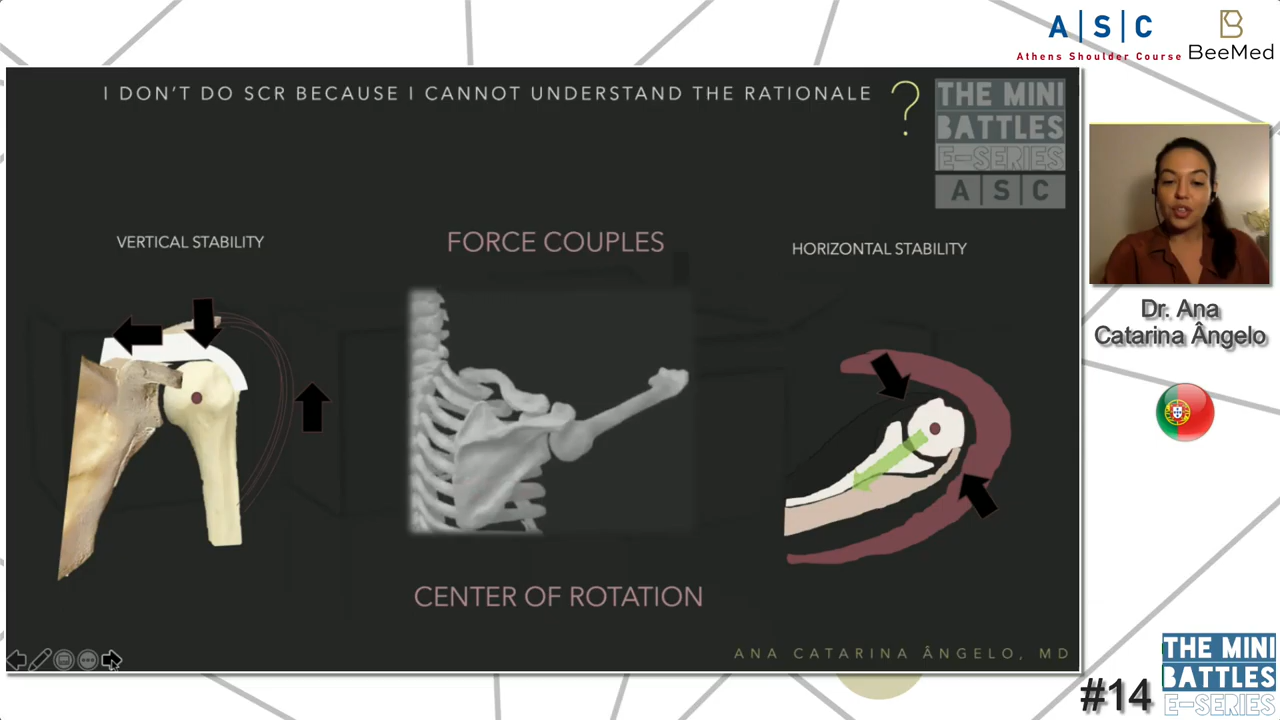 A|S|C
Athens Shoulder Course
BeeMed
I DON'T DO SCR BECAUSE I CANNOT UNDERSTAND THE RATIONALE ?
THE MINI
BATTLES
E-SERIES
A|S|C
VERTICAL STABILITY
FORCE COUPLES
HORIZONTAL STABILITY
CENTER OF ROTATION
ANA CATARINA ÂNGELO, MD
Dr. Ana
Catarina Ângelo
#14
THE MINI
BATTLES
E-SERIES